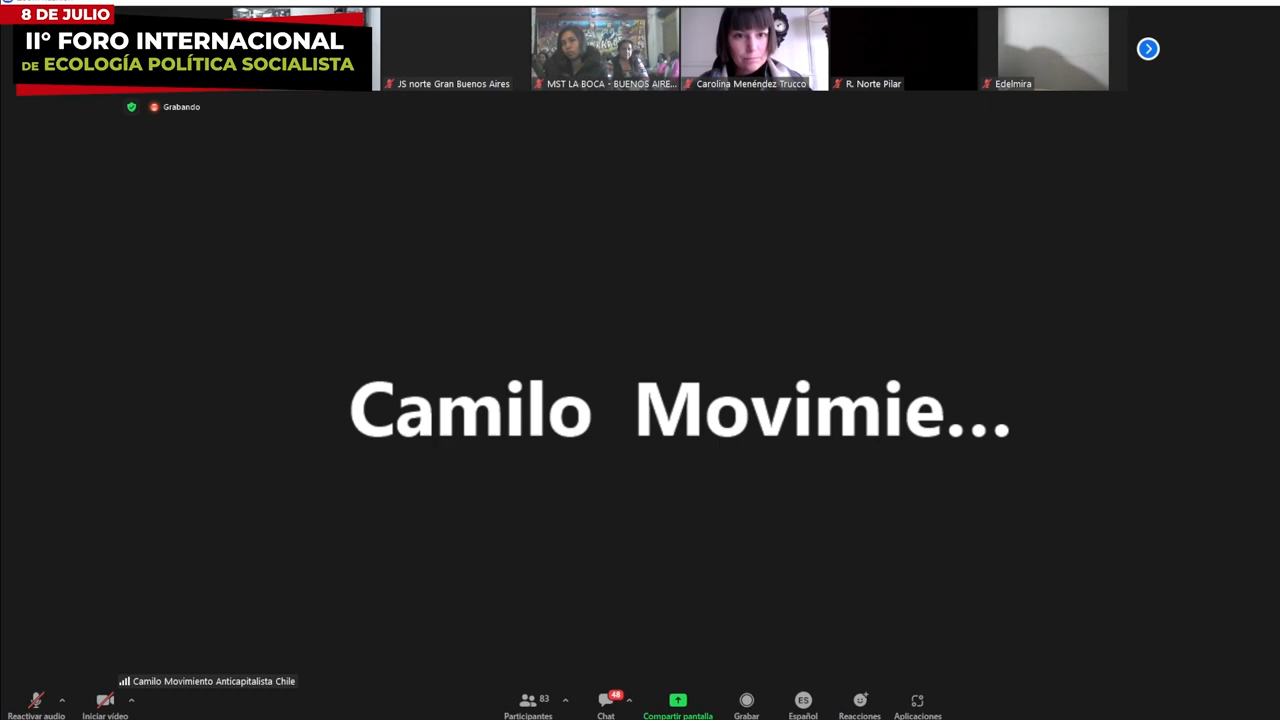 8 DE JULIO
IIº FORO INTERNACIONAL
DE ECOLOGÍA POLÍTICA SOCIALISTA
JS norte Gran Buenos Aires
MST LA BOCA - BUENOS AIRE...
Carolina Menéndez Trucco
R. Norte Pilar
Edelmira
Grabando
Camilo Movimie...
Camilo Movimiento Anticapitalista Chile
Reactivar audio
Iniciar vídeo
83
Participantes
48
Chat
Compartir pantalla
Grabar
ES
Español
Reacciones
Aplicaciones